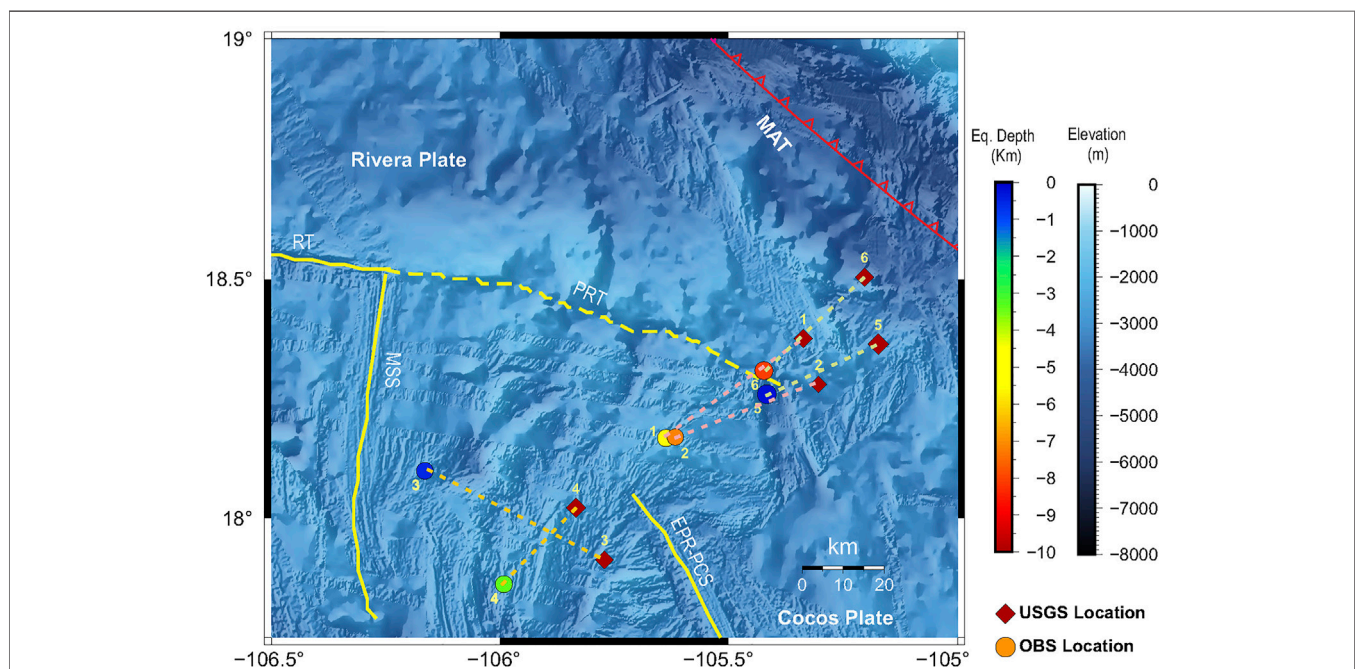 19°
18.5°
18°
−106.5°
−106°
−105.5°
−105°
Rivera Plate
MAT
RT
PRT
MSS
EPR-PCS
Cocos Plate
6
1
5
2
6
5
1
2
3
4
3
4
km
0 10 20
Eq. Depth
(Km)
0
−1
−2
−3
−4
−5
−6
−7
−8
−9
−10
Elevation
(m)
0
−1000
−2000
−3000
−4000
−5000
−6000
−7000
−8000
USGS Location
OBS Location